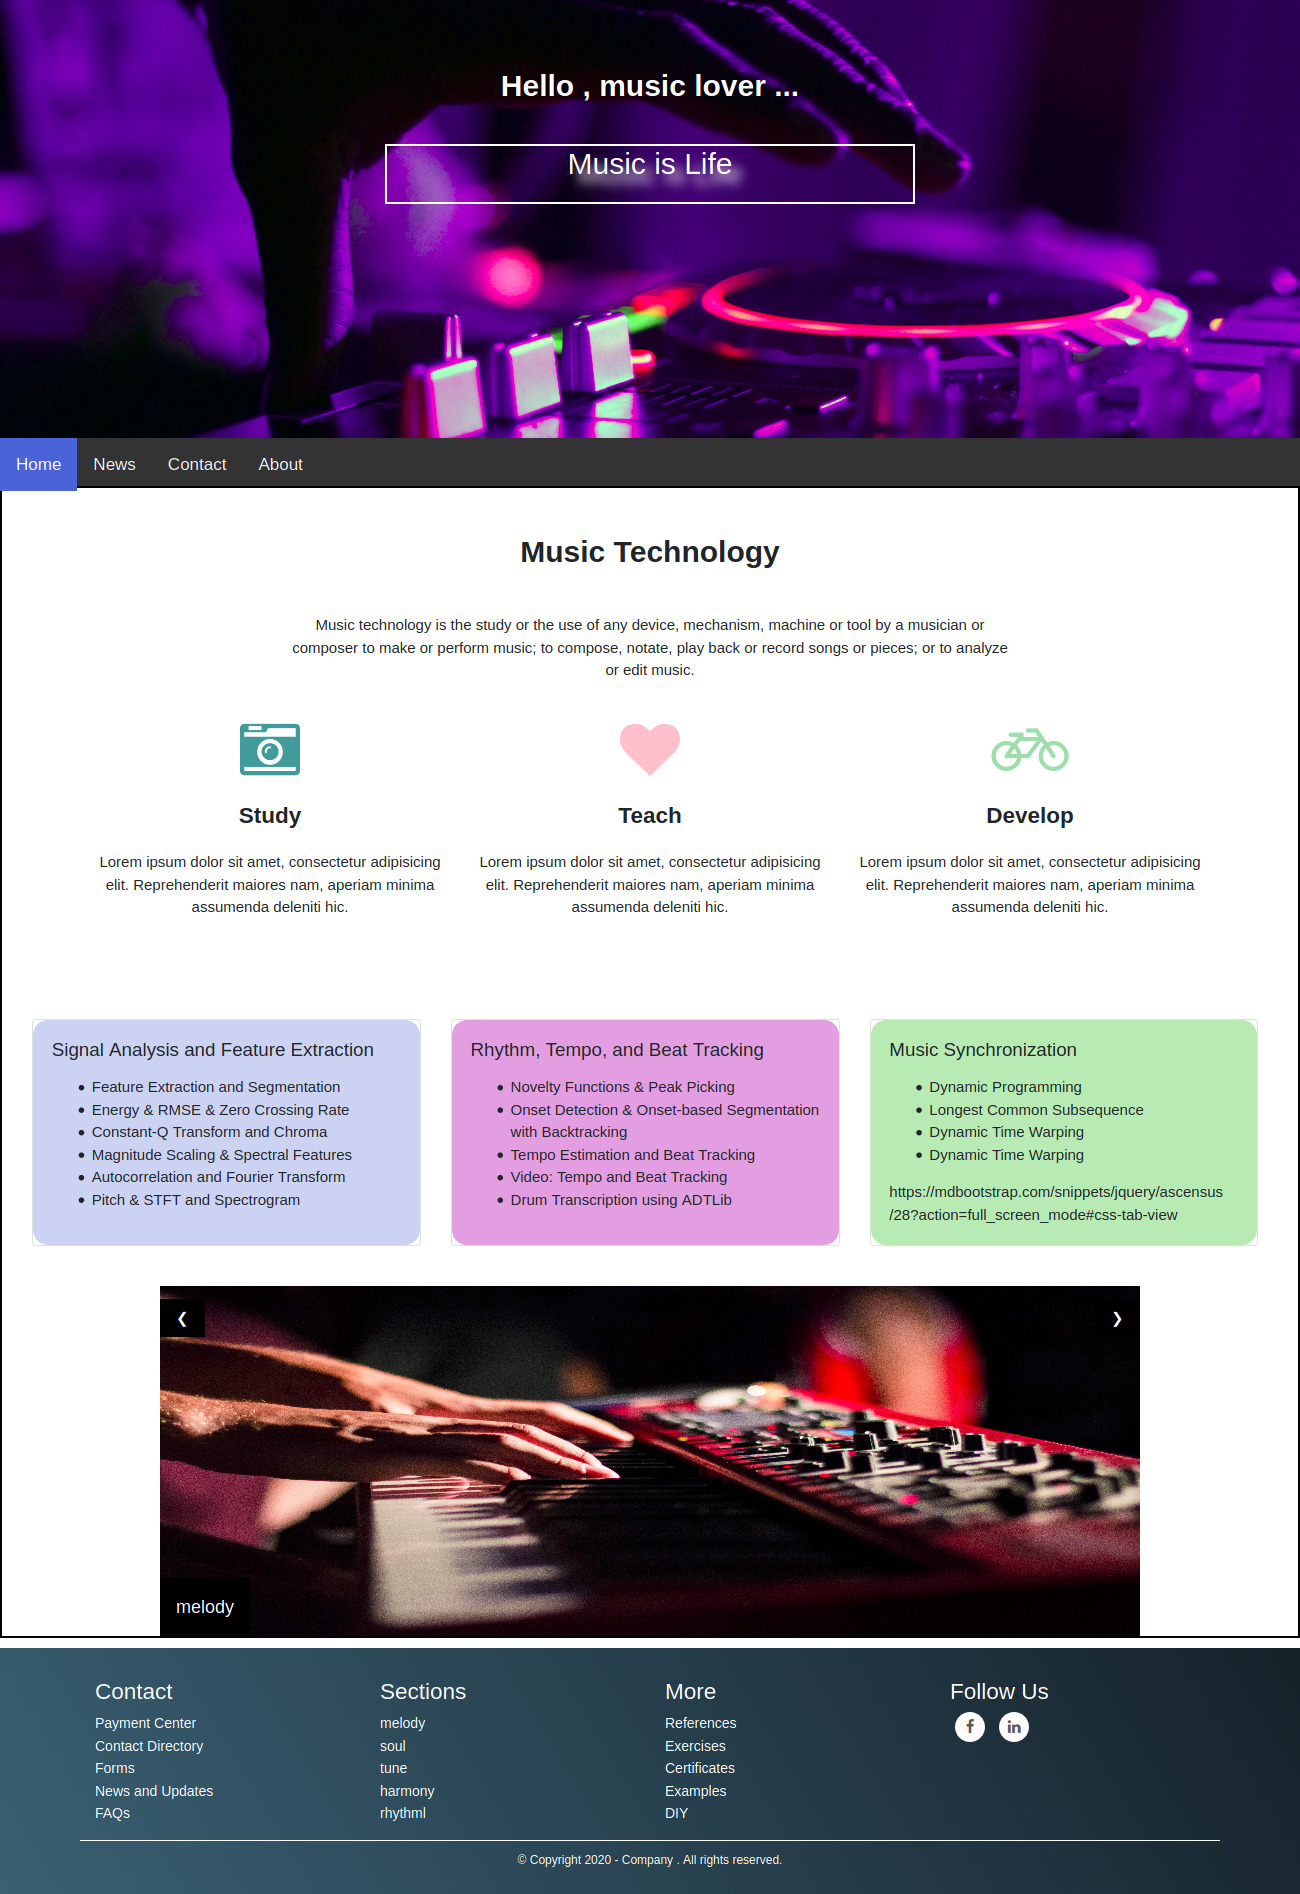 Hello , music lover ...
Music is Life
Home News Contact About
Music Technology
Music technology is the study or the use of any device, mechanism, machine or tool by a musician or
composer to make or perform music; to compose, notate, play back or record songs or pieces; or to analyze
or edit music.
Study
Lorem ipsum dolor sit amet, consectetur adipisicing
elit. Reprehenderit maiores nam, aperiam minima
assumenda deleniti hic.
Teach
Lorem ipsum dolor sit amet, consectetur adipisicing
elit. Reprehenderit maiores nam, aperiam minima
assumenda deleniti hic.
Develop
Lorem ipsum dolor sit amet, consectetur adipisicing
elit. Reprehenderit maiores nam, aperiam minima
assumenda deleniti hic.
Signal Analysis and Feature Extraction
• Feature Extraction and Segmentation
• Energy & RMSE & Zero Crossing Rate
• Constant-Q Transform and Chroma
• Magnitude Scaling & Spectral Features
• Autocorrelation and Fourier Transform
• Pitch & STFT and Spectrogram
Rhythm, Tempo, and Beat Tracking
• Novelty Functions & Peak Picking
• Onset Detection & Onset-based Segmentation
with Backtracking
• Tempo Estimation and Beat Tracking
• Video: Tempo and Beat Tracking
• Drum Transcription using ADTLib
Music Synchronization
• Dynamic Programming
• Longest Common Subsequence
• Dynamic Time Warping
• Dynamic Time Warping
https://mdbootstrap.com/snippets/jquery/ascensus
/28?action=full_screen_mode#css-tab-view
❮ ❯
melody
Contact
Payment Center
Contact Directory
Forms
News and Updates
FAQs
Sections
melody
soul
tune
harmony
rhythml
More
References
Exercises
Certificates
Examples
DIY
Follow Us
f in
© Copyright 2020 - Company . All rights reserved.